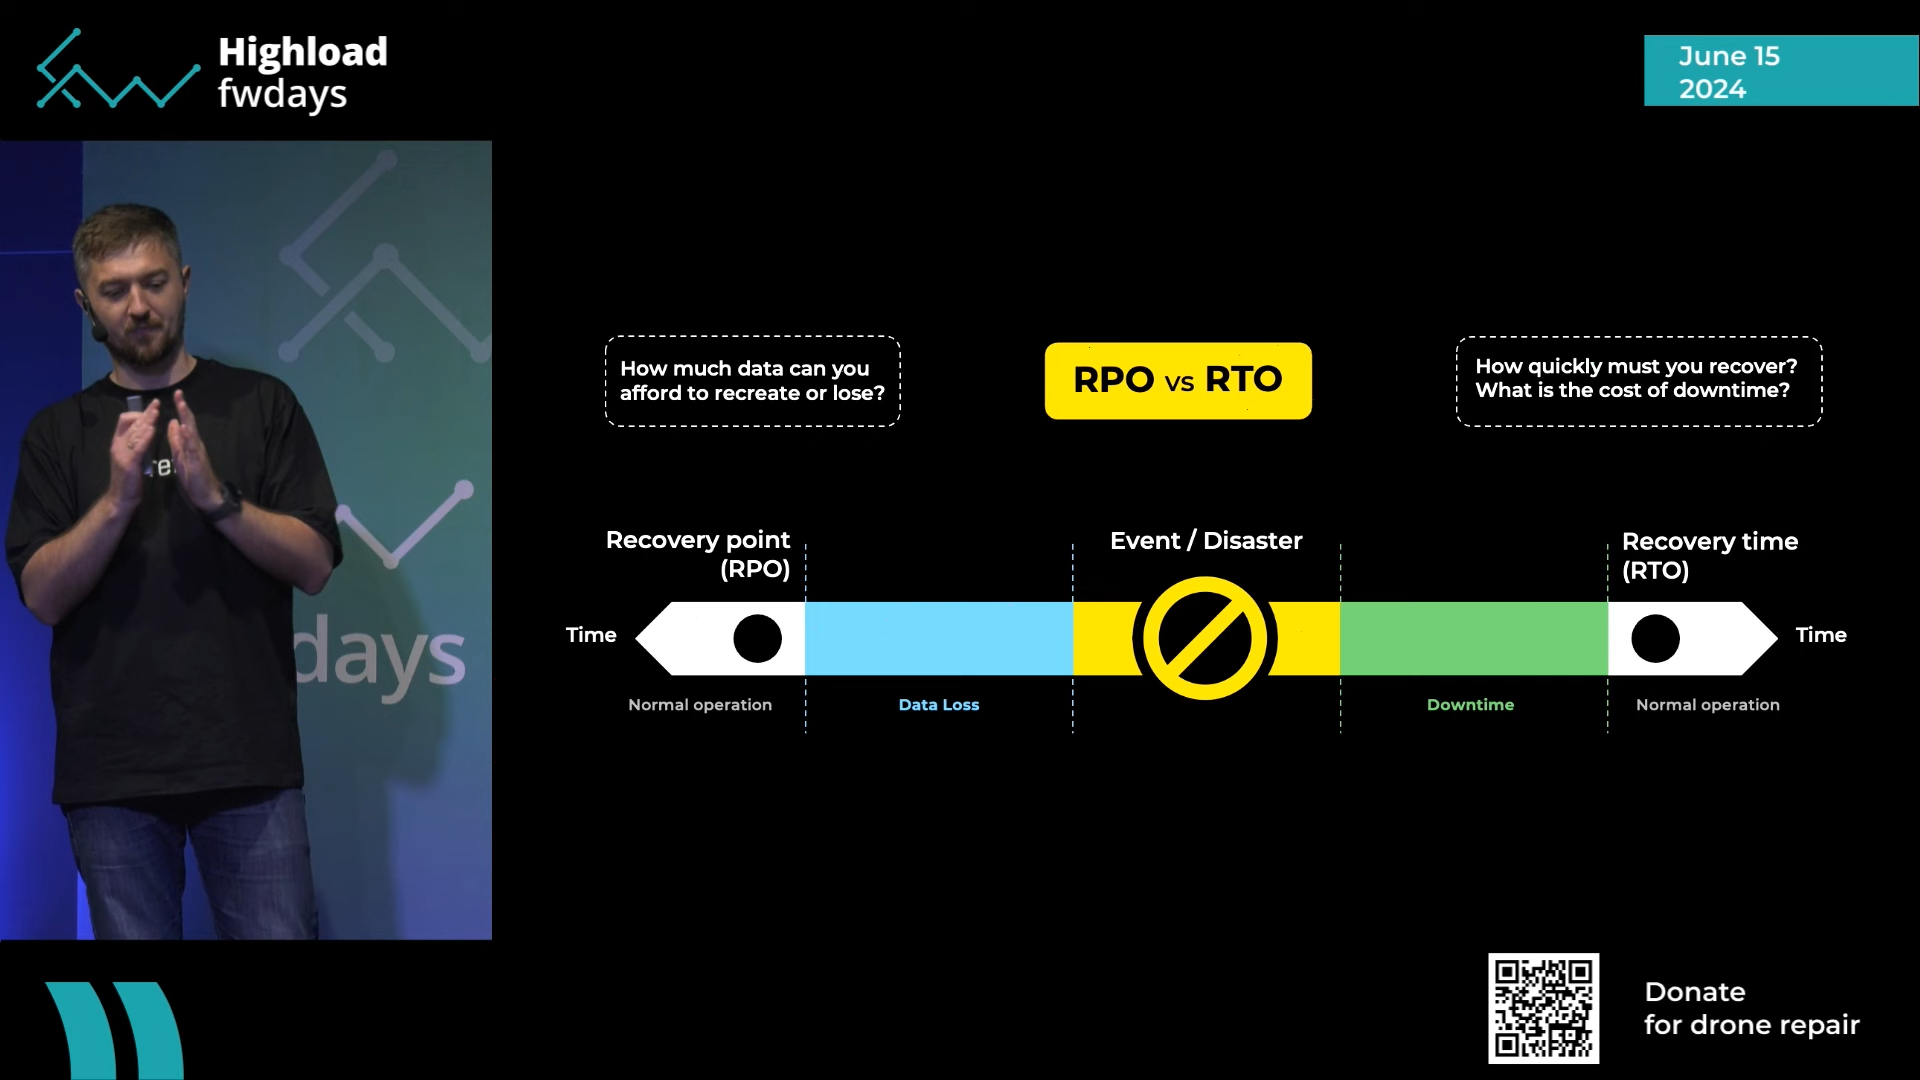 Highload
fwdays
June 15
2024
How much data can you
afford to recreate or lose?
RPO vs RTO
How quickly must you recover?
What is the cost of downtime?
Recovery point
(RPO)
Event / Disaster
Recovery time
(RTO)
Time
Time
Normal operation
Data Loss
Downtime
Normal operation
days
Donate
for drone repair